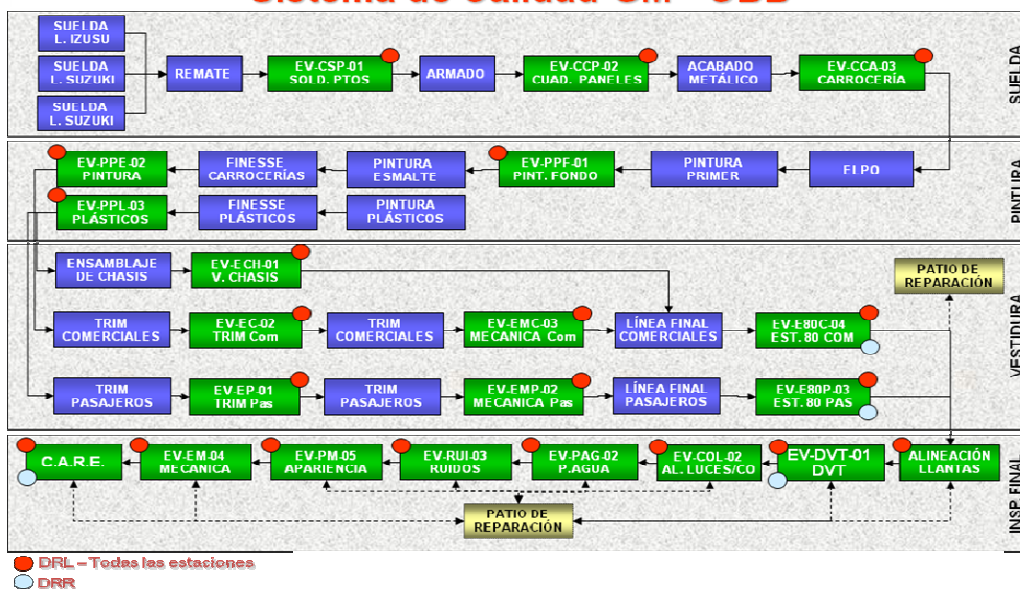 Sistema de Calidad GM - OBB
SUELDA
L. IZUSU
SUELDA
L. SUZUKI
SUELDA
L. SUZUKI
REMATE
EV-CSP-01
SOLD. PTOS
ARMADO
EV-CCP-02
CUAD. PANELES
ACABADO
METÁLICO
EV-CCA-03
CARROCERÍA
SUELDA
EV-PPE-02
PINTURA
FINESSE
CARROCERÍAS
PINTURA
ESMALTE
EV-PPF-01
PINT. FONDO
PINTURA
PRIMER
ELPO
EV-PPL-03
PLÁSTICOS
FINESSE
PLÁSTICOS
PINTURA
PLÁSTICOS
PINTURA
ENSAMBLAJE
DE CHASIS
EV-ECH-01
V. CHASIS
PATIO DE
REPARACIÓN
TRIM
COMERCIALES
EV-EC-02
TRIM Com
TRIM
COMERCIALES
EV-EMC-03
MECANICA Com
LÍNEA FINAL
COMERCIALES
EV-E80C-04
EST. 80 COM
TRIM
PASAJEROS
EV-EP-01
TRIM Pas
TRIM
PASAJEROS
EV-EMP-02
MECANICA Pas
LÍNEA FINAL
PASAJEROS
EV-E80P-03
EST. 80 PAS
VESTIDURA
C.A.R.E.
EV-EM-04
MECANICA
EV-PM-05
APARIENCIA
EV-RUI-03
RUIDOS
EV-PAG-02
P.AGUA
EV-COL-02
AL. LUCES/CO
EV-DVT-01
DVT
ALINEACIÓN
LLANTAS
PATIO DE
REPARACIÓN
INSP. FINAL
DRL – Todas las estaciones
DRR